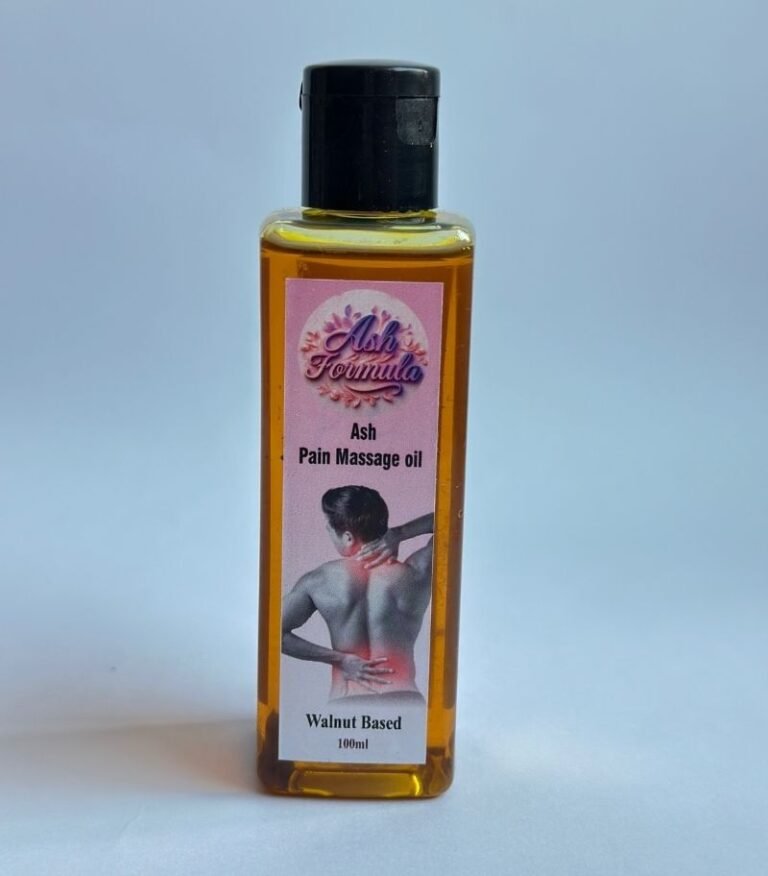 Ash
Formula
Ash
Pain Massage oil
Walnut Based
100ml